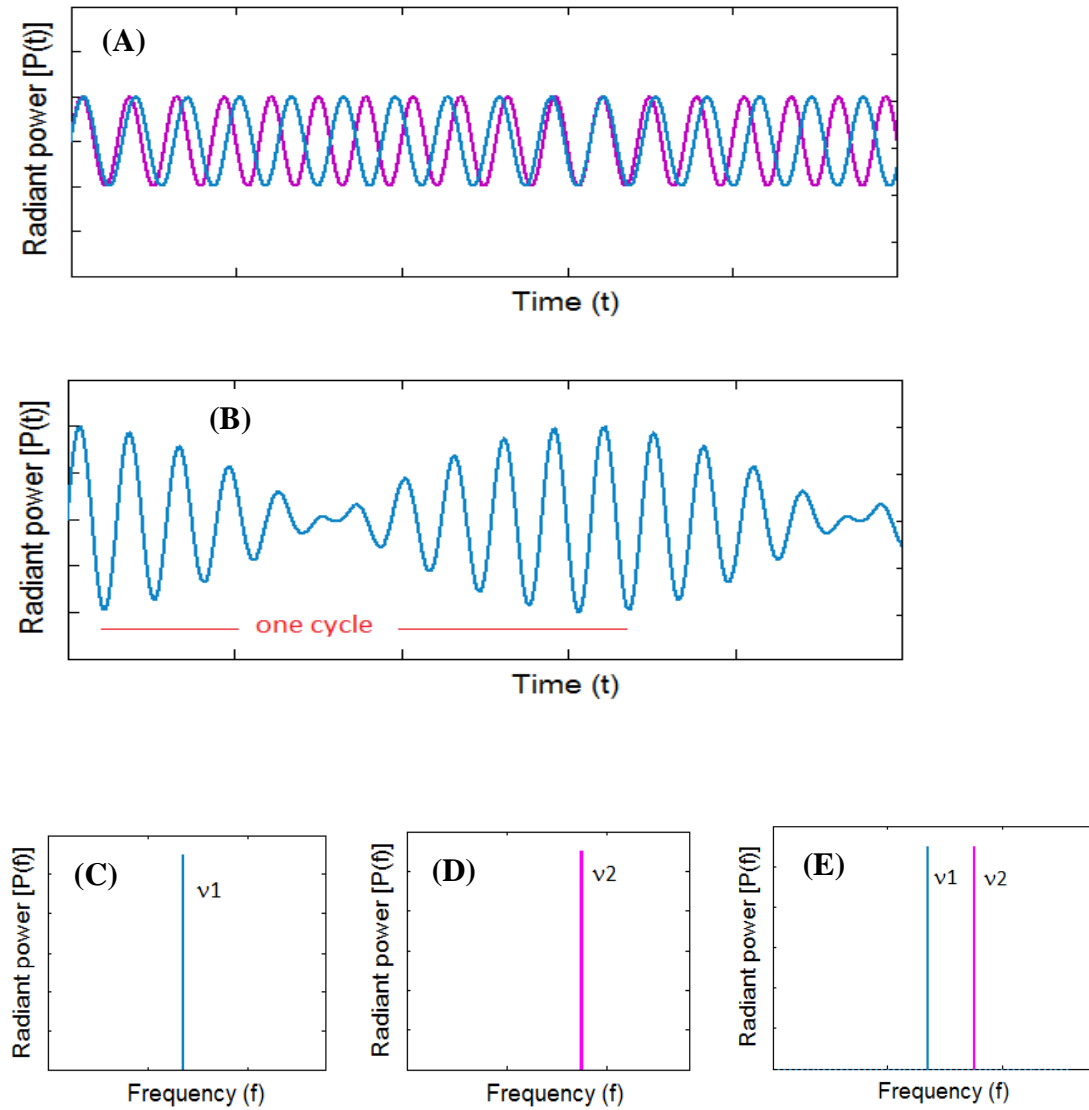 (A)
Radiant power [P(t)]
Time (t)
(B)
Radiant power [P(t)]
one cycle
Time (t)
(C)
ν1
Radiant power [P(f)]
Frequency (f)
(D)
ν2
Radiant power [P(f)]
Frequency (f)
(E)
ν1
ν2
Radiant power [P(f)]
Frequency (f)